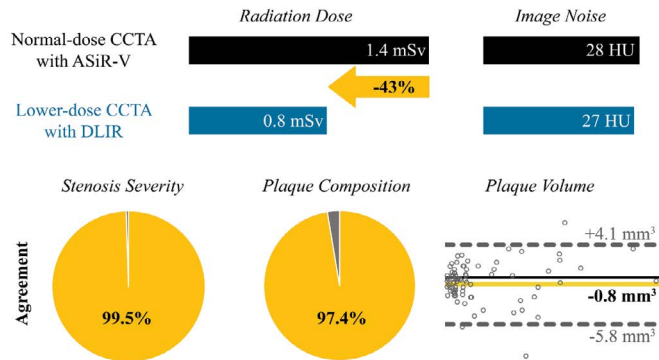 Radiation Dose
Image Noise
Normal-dose CCTA
with ASiR-V
1.4 mSv
28 HU
-43%
Lower-dose CCTA
with DLIR
0.8 mSv
27 HU
Stenosis Severity
Plaque Composition
Plaque Volume
Agreement
99.5%
97.4%
+4.1 mm³
-0.8 mm³
-5.8 mm³